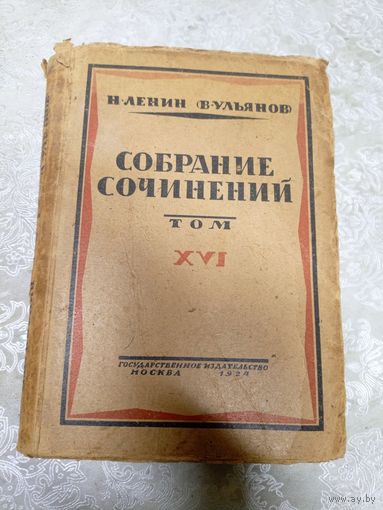 Н·ЛЕНИН (В·УЛЬЯНОВ)
СОБРАНИЕ
СОЧИНЕНИЙ
ТОМ
XVI
ГОСУДАРСТВЕННОЕ ИЗДАТЕЛЬСТВО
МОСКВА 1924
www.ay.by